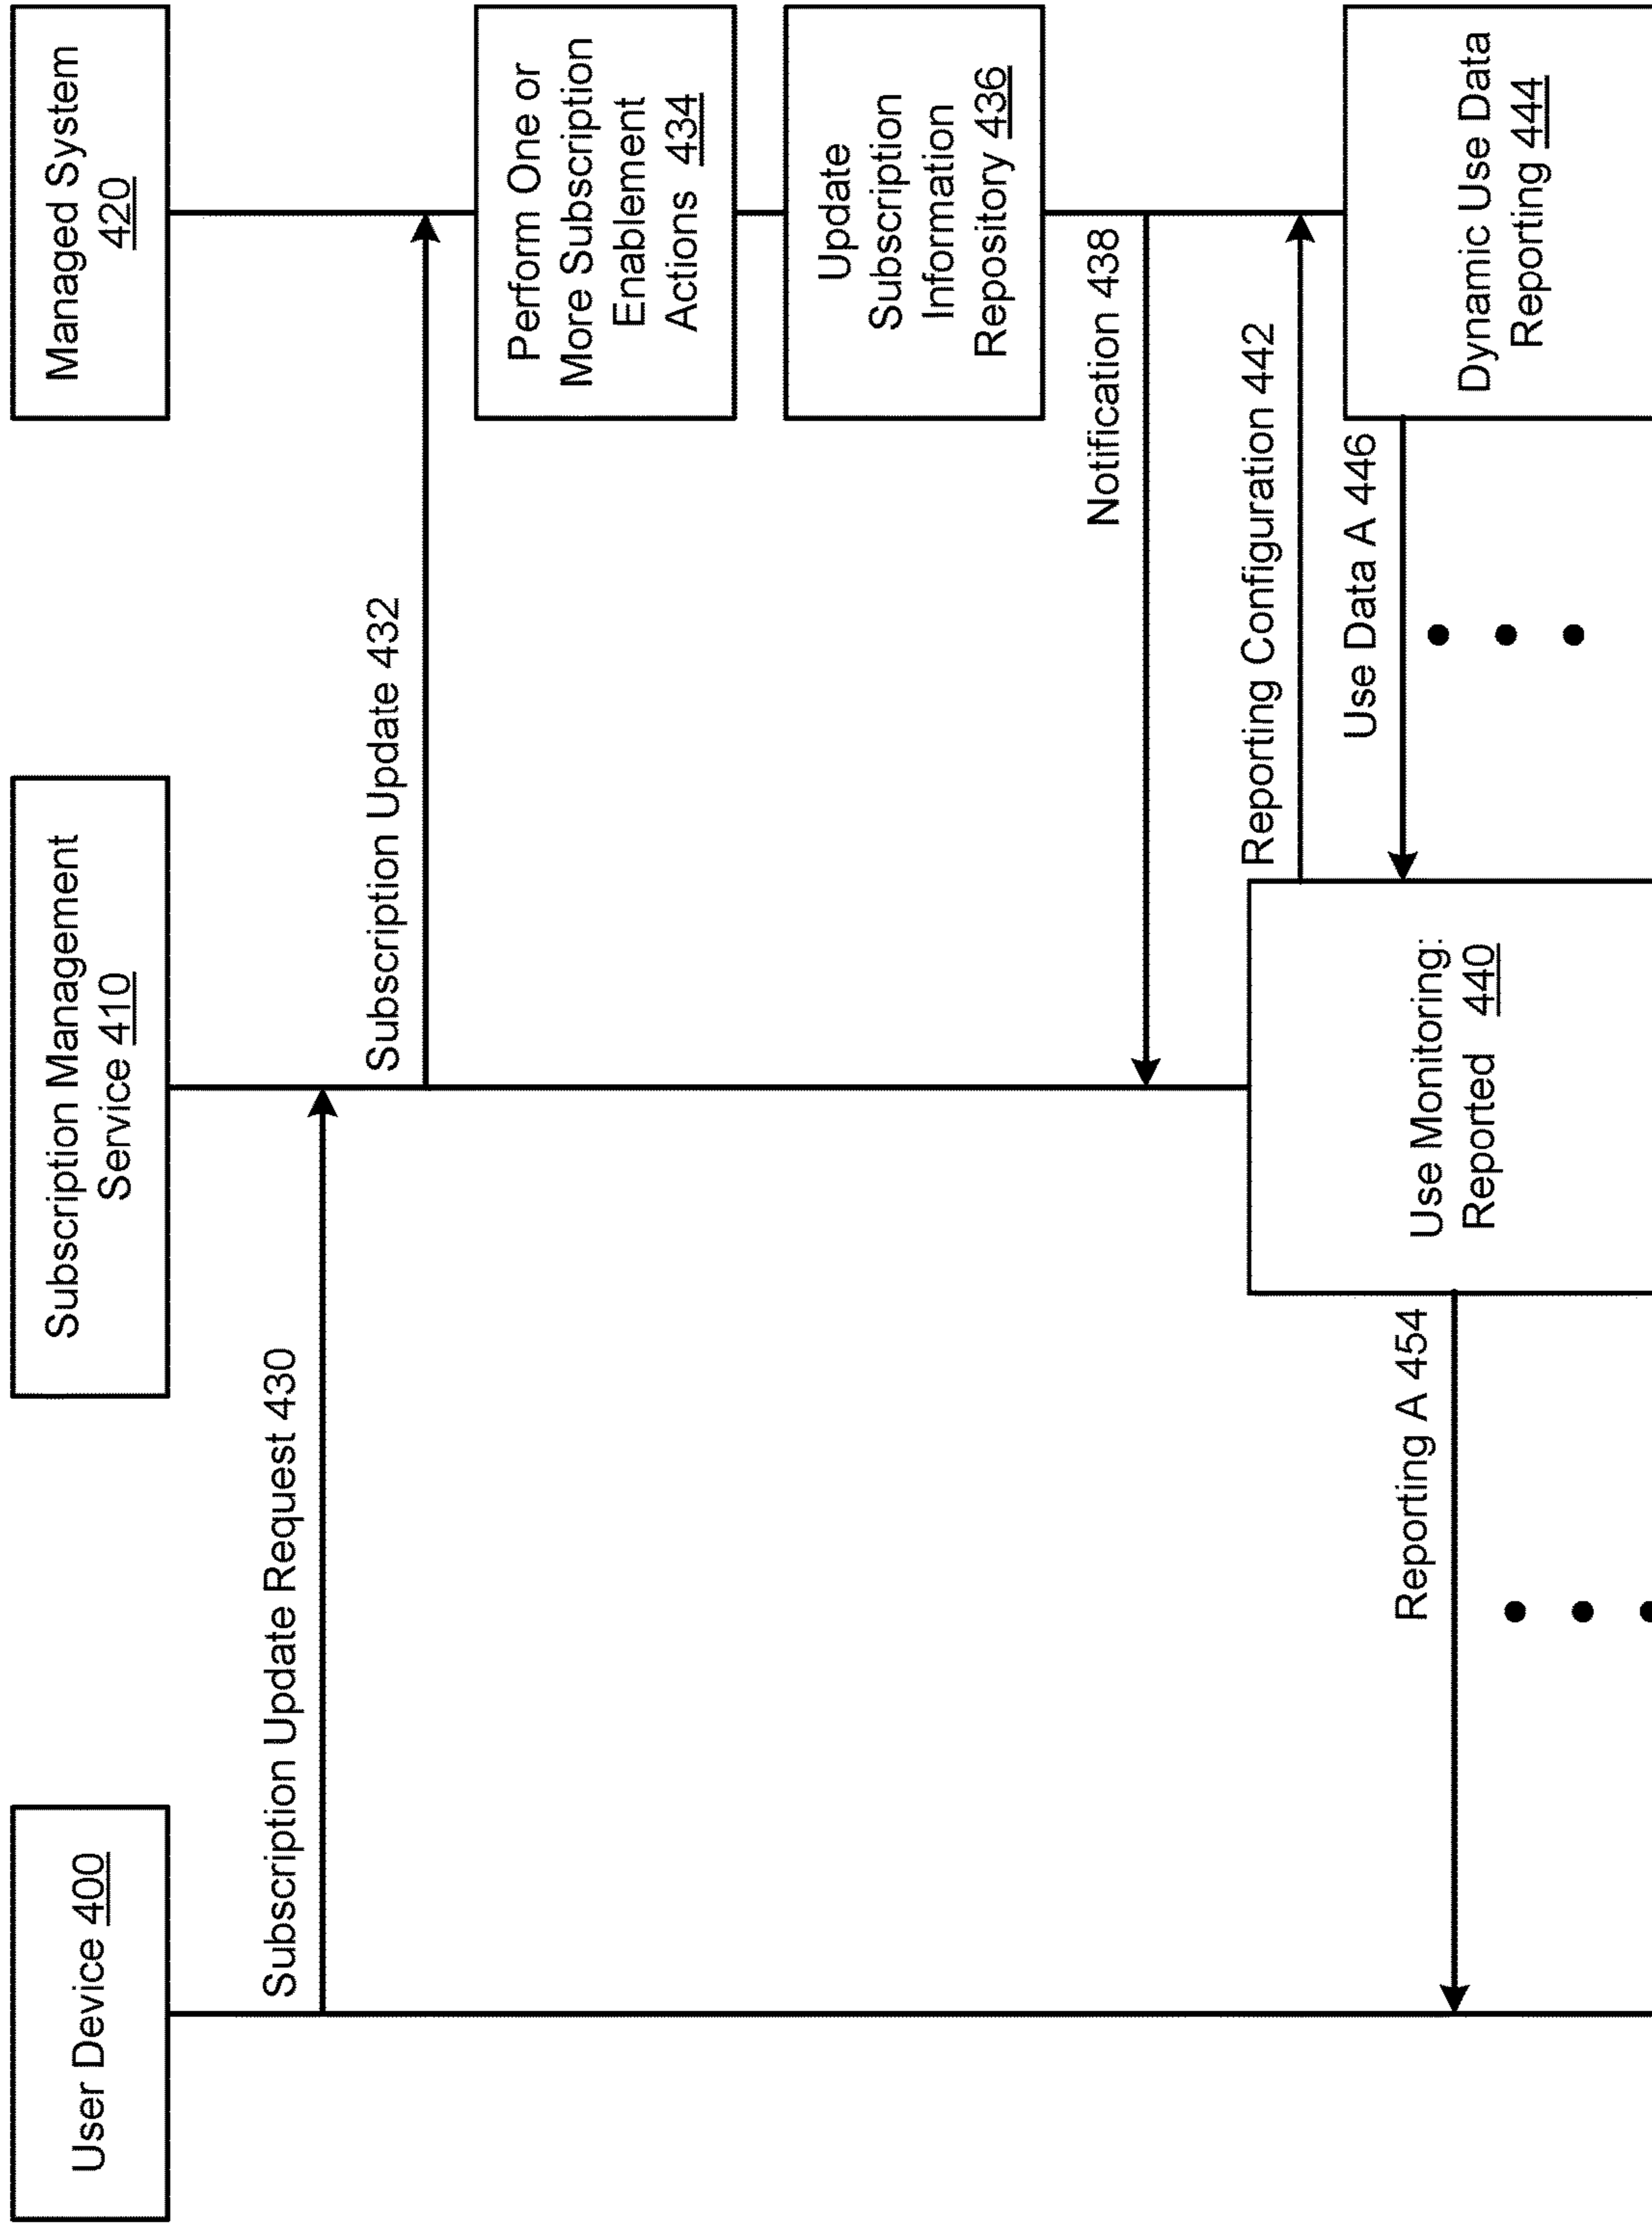 User Device 400
Subscription Management
Service 410
Managed System
420
Subscription Update Request 430
Subscription Update 432
Perform One or
More Subscription
Enablement
Actions 434
Update
Subscription
Information
Repository 436
Notification 438
Reporting Configuration 442
Use Monitoring:
Reported 440
Dynamic Use Data
Reporting 444
Use Data A 446
Reporting A 454